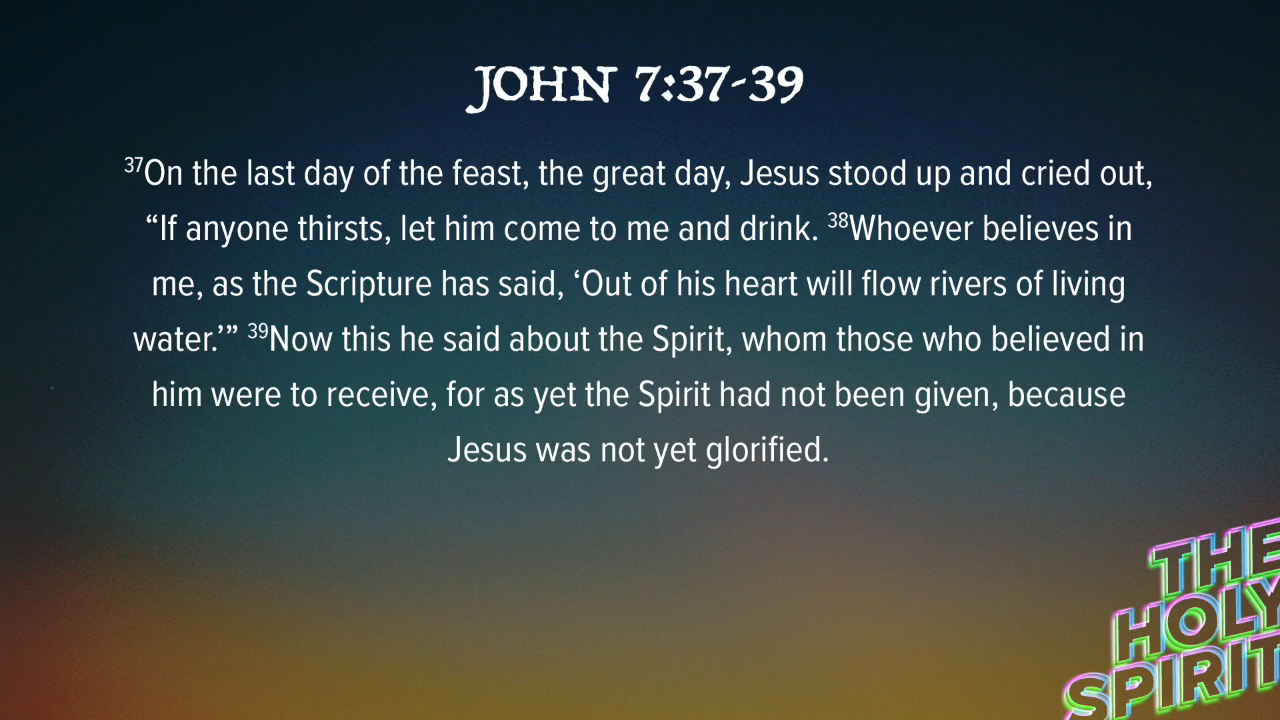 JOHN 7:37-39
³⁷On the last day of the feast, the great day, Jesus stood up and cried out,
“If anyone thirsts, let him come to me and drink. ³⁸Whoever believes in
me, as the Scripture has said, ‘Out of his heart will flow rivers of living
water.’” ³⁹Now this he said about the Spirit, whom those who believed in
him were to receive, for as yet the Spirit had not been given, because
Jesus was not yet glorified.
THE
HOLY
SPIRIT